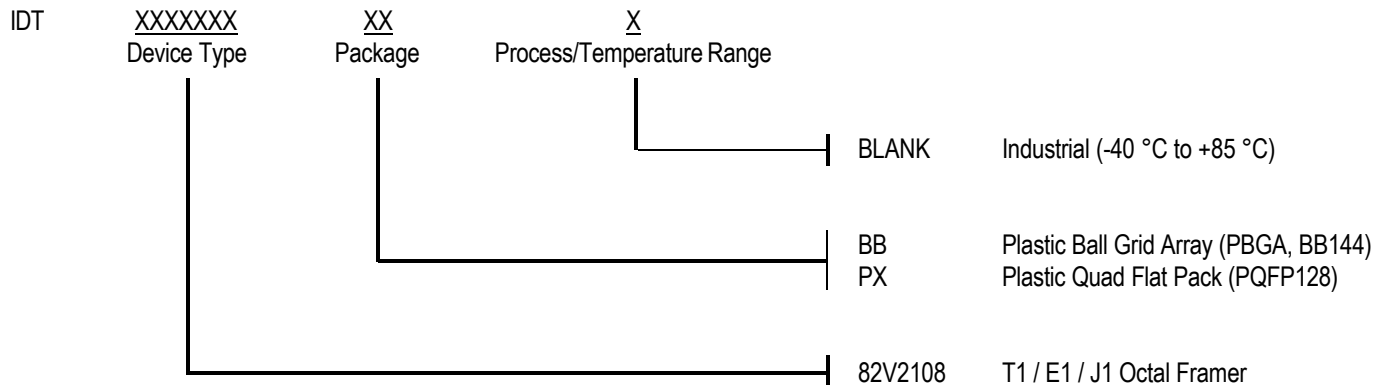 IDT XXXXXXX XX X
Device Type Package Process/Temperature Range
BLANK Industrial (-40 °C to +85 °C)
BB Plastic Ball Grid Array (PBGA, BB144)
PX Plastic Quad Flat Pack (PQFP128)
82V2108 T1 / E1 / J1 Octal Framer